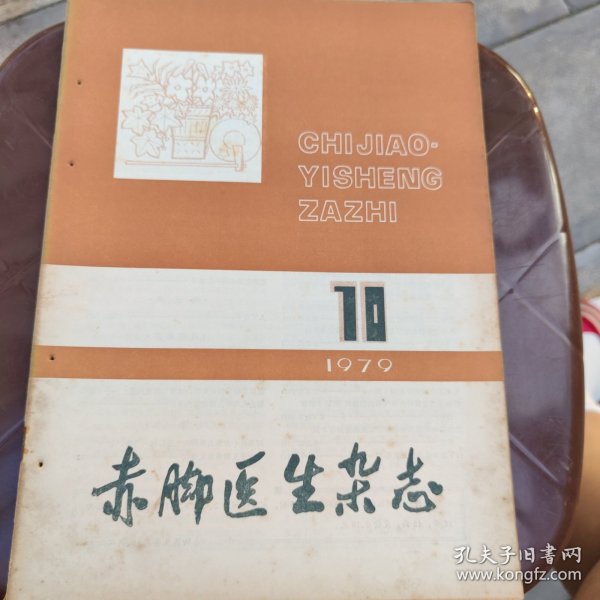 CHIJIAO-
YISHENG
ZAZHI
10
1979
赤脚医生杂志
孔夫子旧书网
www.kongfz.com